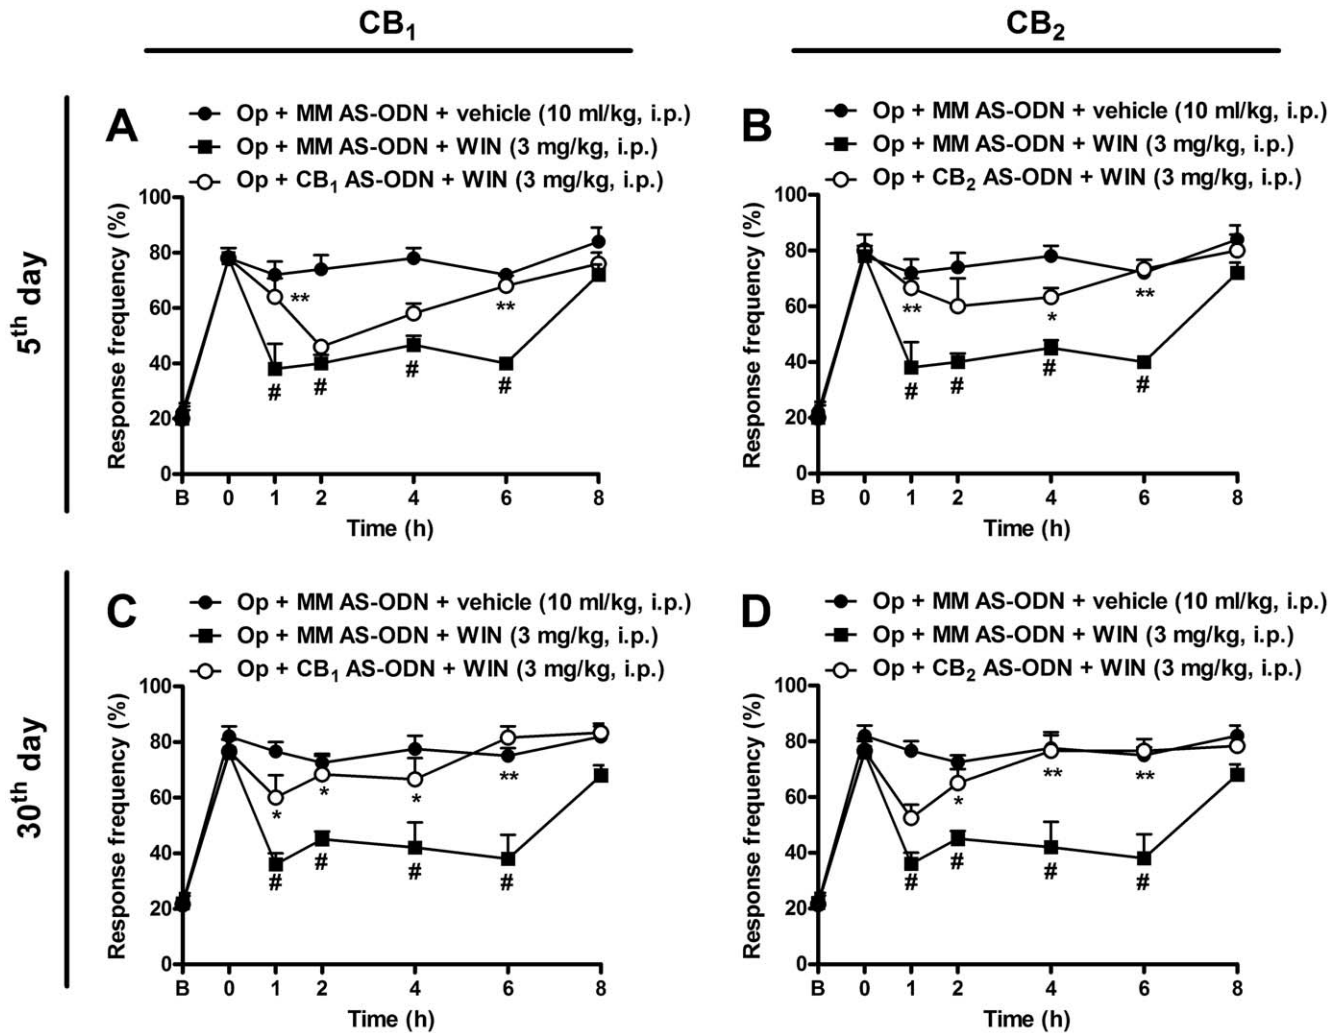 CB₁
CB₂
5th day
A
Op + MM AS-ODN + vehicle (10 ml/kg, i.p.)
Op + MM AS-ODN + WIN (3 mg/kg, i.p.)
Op + CB₁ AS-ODN + WIN (3 mg/kg, i.p.)
Response frequency (%)
100
80
60
40
20
0
**
**
#
#
#
#
B 0 1 2 4 6 8
Time (h)
B
Op + MM AS-ODN + vehicle (10 ml/kg, i.p.)
Op + MM AS-ODN + WIN (3 mg/kg, i.p.)
Op + CB₂ AS-ODN + WIN (3 mg/kg, i.p.)
Response frequency (%)
100
80
60
40
20
0
**
*
**
#
#
#
#
B 0 1 2 4 6 8
Time (h)
30th day
C
Op + MM AS-ODN + vehicle (10 ml/kg, i.p.)
Op + MM AS-ODN + WIN (3 mg/kg, i.p.)
Op + CB₁ AS-ODN + WIN (3 mg/kg, i.p.)
Response frequency (%)
100
80
60
40
20
0
*
*
*
**
#
#
#
#
B 0 1 2 4 6 8
Time (h)
D
Op + MM AS-ODN + vehicle (10 ml/kg, i.p.)
Op + MM AS-ODN + WIN (3 mg/kg, i.p.)
Op + CB₂ AS-ODN + WIN (3 mg/kg, i.p.)
Response frequency (%)
100
80
60
40
20
0
*
**
**
#
#
#
#
B 0 1 2 4 6 8
Time (h)